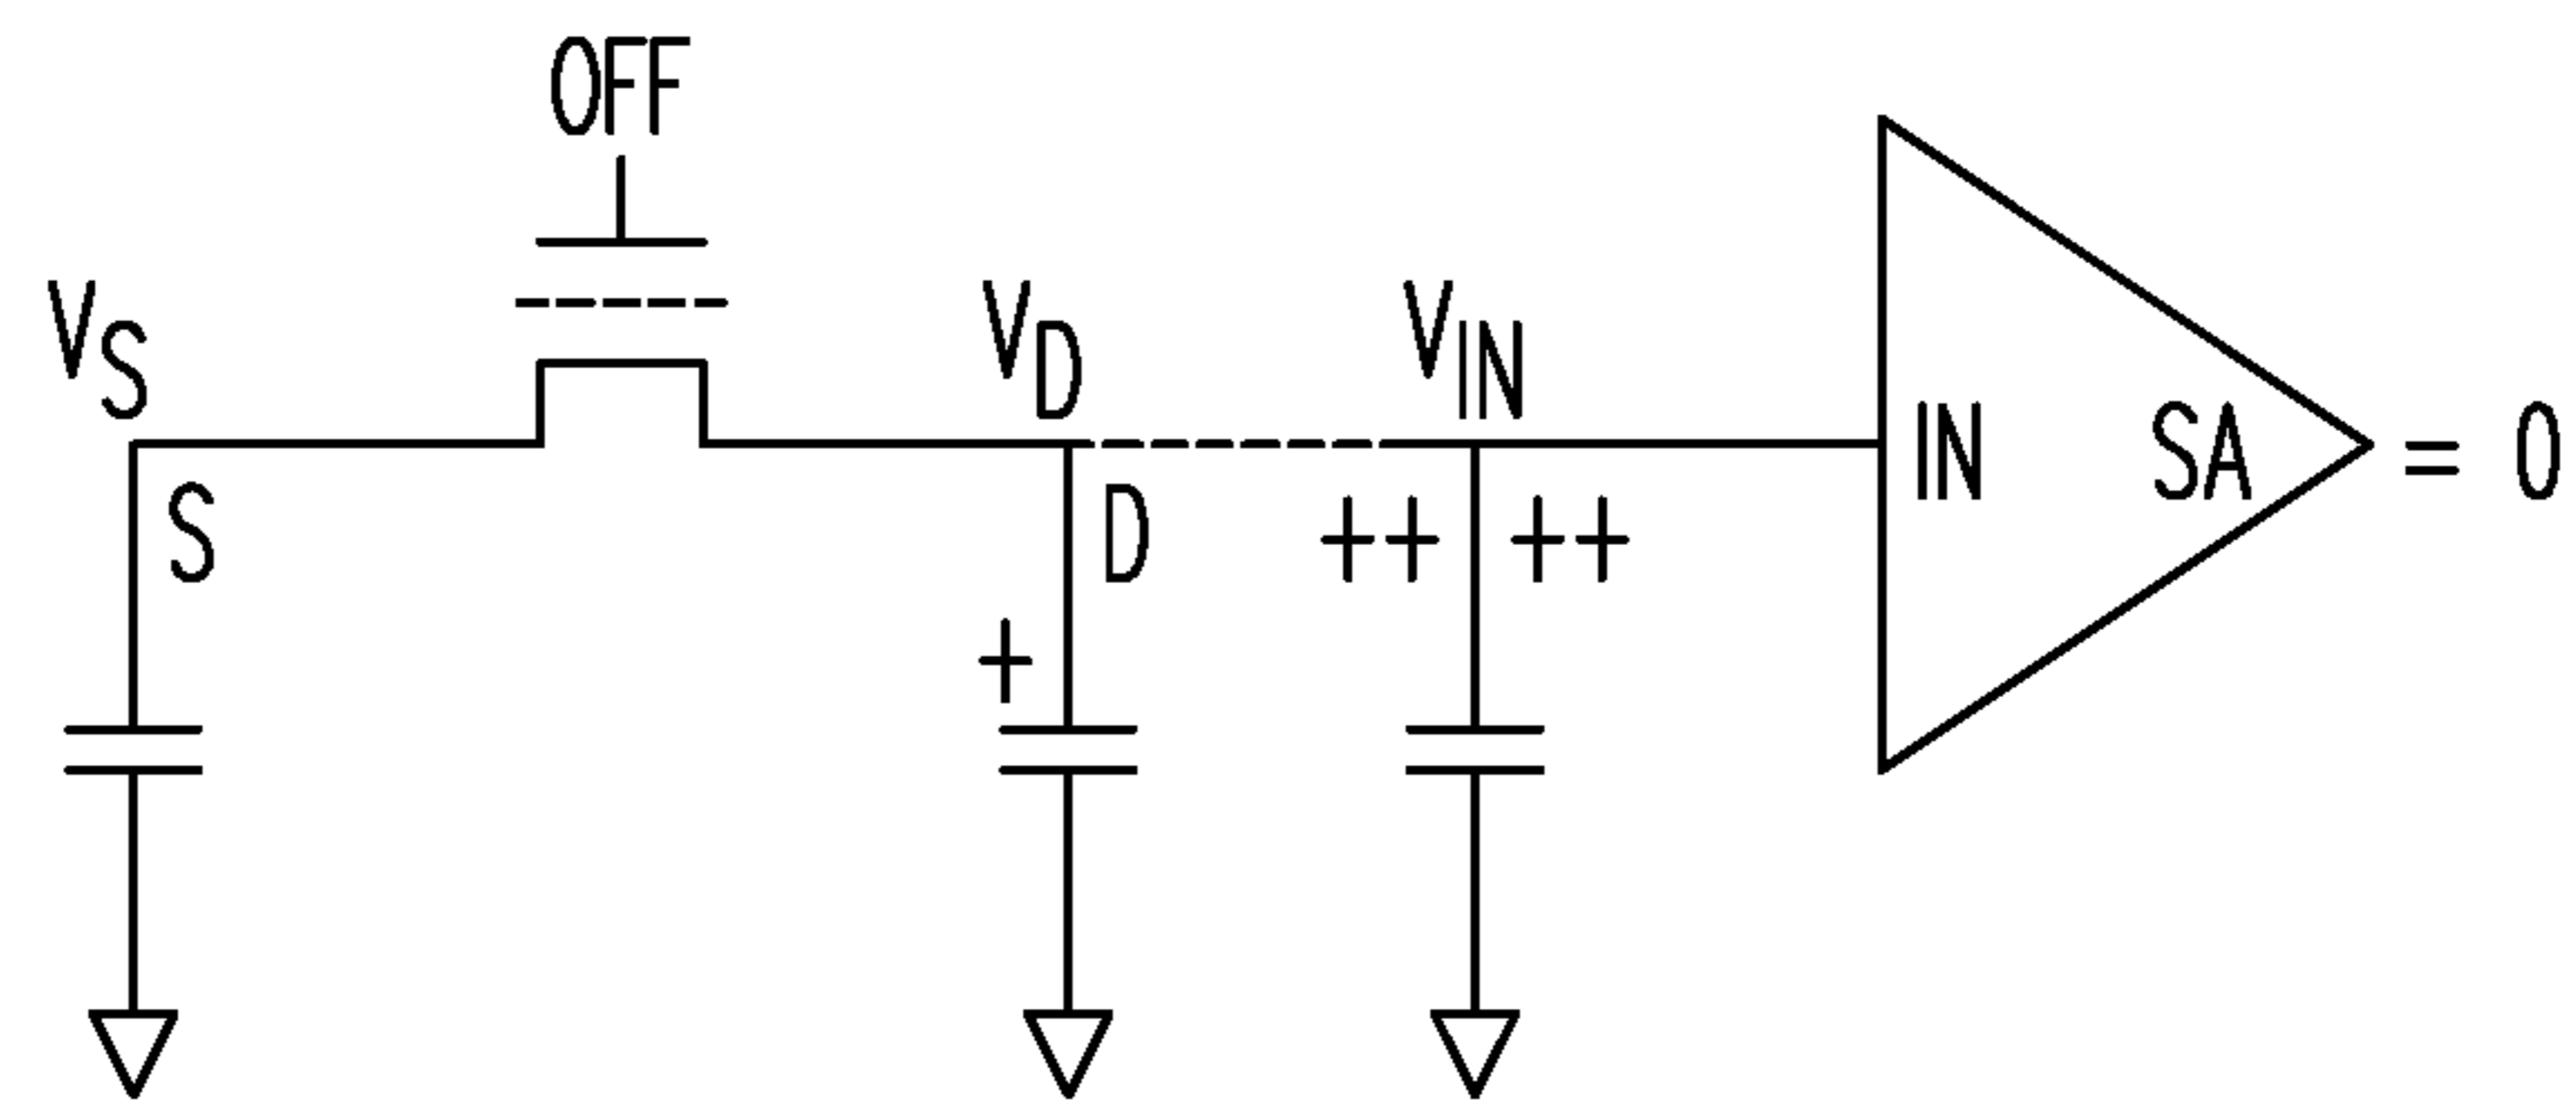 OFF
VS
VD
VIN
S
D
++ ++
+
IN
SA
= 0